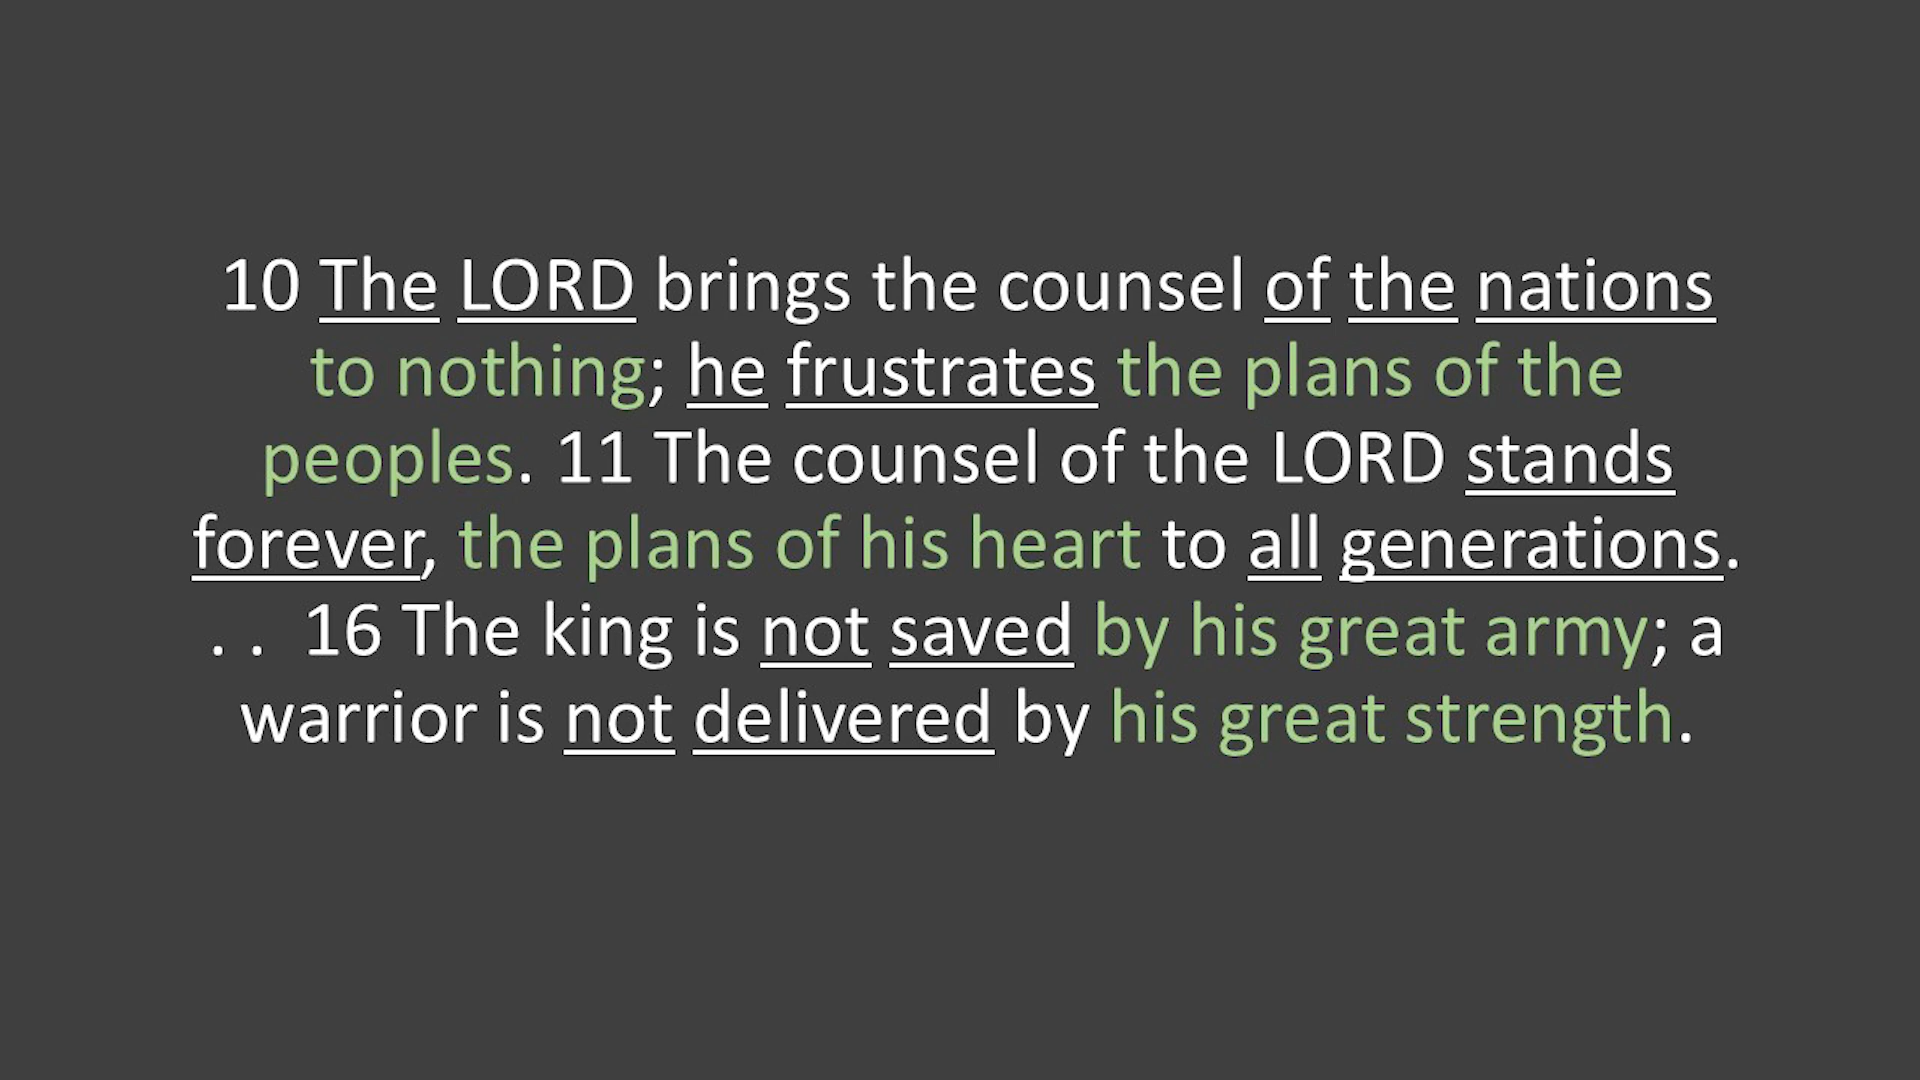 10 The LORD brings the counsel of the nations
to nothing; he frustrates the plans of the
peoples. 11 The counsel of the LORD stands
forever, the plans of his heart to all generations.
. .  16 The king is not saved by his great army; a
warrior is not delivered by his great strength.